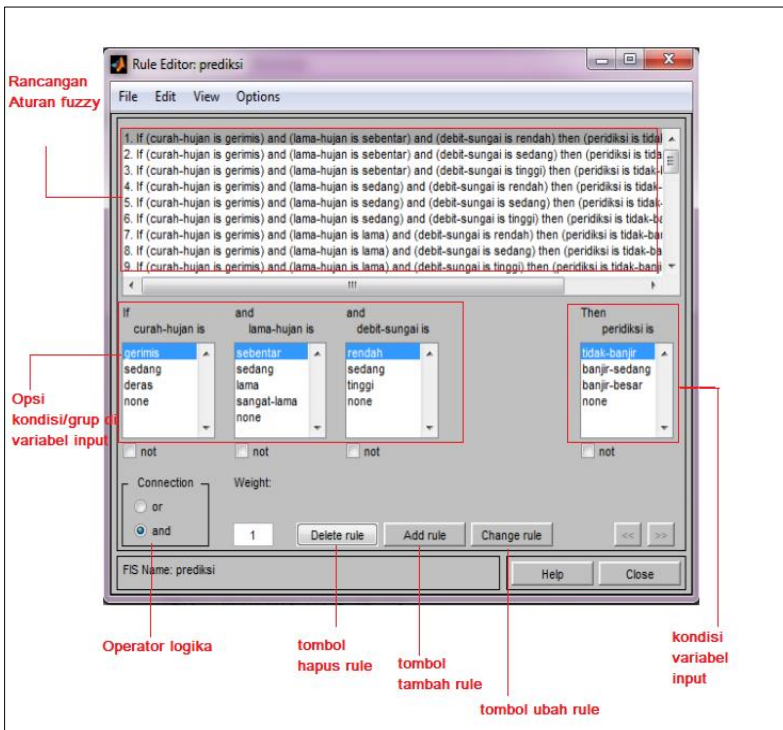 Rule Editor: prediksi
Rancangan
Aturan fuzzy
File Edit View Options
1. If (curah-hujan is gerimis) and (lama-hujan is sebentar) and (debit-sungai is rendah) then (peridiksi is tidal
2. If (curah-hujan is gerimis) and (lama-hujan is sebentar) and (debit-sungai is sedang) then (peridiksi is tida
3. If (curah-hujan is gerimis) and (lama-hujan is sebentar) and (debit-sungai is tinggi) then (peridiksi is tidak-l
4. If (curah-hujan is gerimis) and (lama-hujan is sedang) and (debit-sungai is rendah) then (peridiksi is tidak-
5. If (curah-hujan is gerimis) and (lama-hujan is sedang) and (debit-sungai is sedang) then (peridiksi is tidak-
6. If (curah-hujan is gerimis) and (lama-hujan is sedang) and (debit-sungai is tinggi) then (peridiksi is tidak-ba
7. If (curah-hujan is gerimis) and (lama-hujan is lama) and (debit-sungai is rendah) then (peridiksi is tidak-bar
8. If (curah-hujan is gerimis) and (lama-hujan is lama) and (debit-sungai is sedang) then (peridiksi is tidak-ba
9. If (curah-hujan is gerimis) and (lama-hujan is lama) and (debit-sungai is tinggi) then (peridiksi is tidak-banji
If and and Then
curah-hujan is lama-hujan is debit-sungai is peridiksi is
gerimis sebentar rendah tidak-banjir
sedang sedang sedang banjir-sedang
deras lama tinggi banjir-besar
none sangat-lama none none
none
Opsi
kondisi/grup di
variabel input
not not not not
Connection Weight:
or
and 1 Delete rule Add rule Change rule << >>
FIS Name: prediksi Help Close
Operator logika
tombol
hapus rule
tombol
tambah rule
tombol ubah rule
kondisi
variabel
input